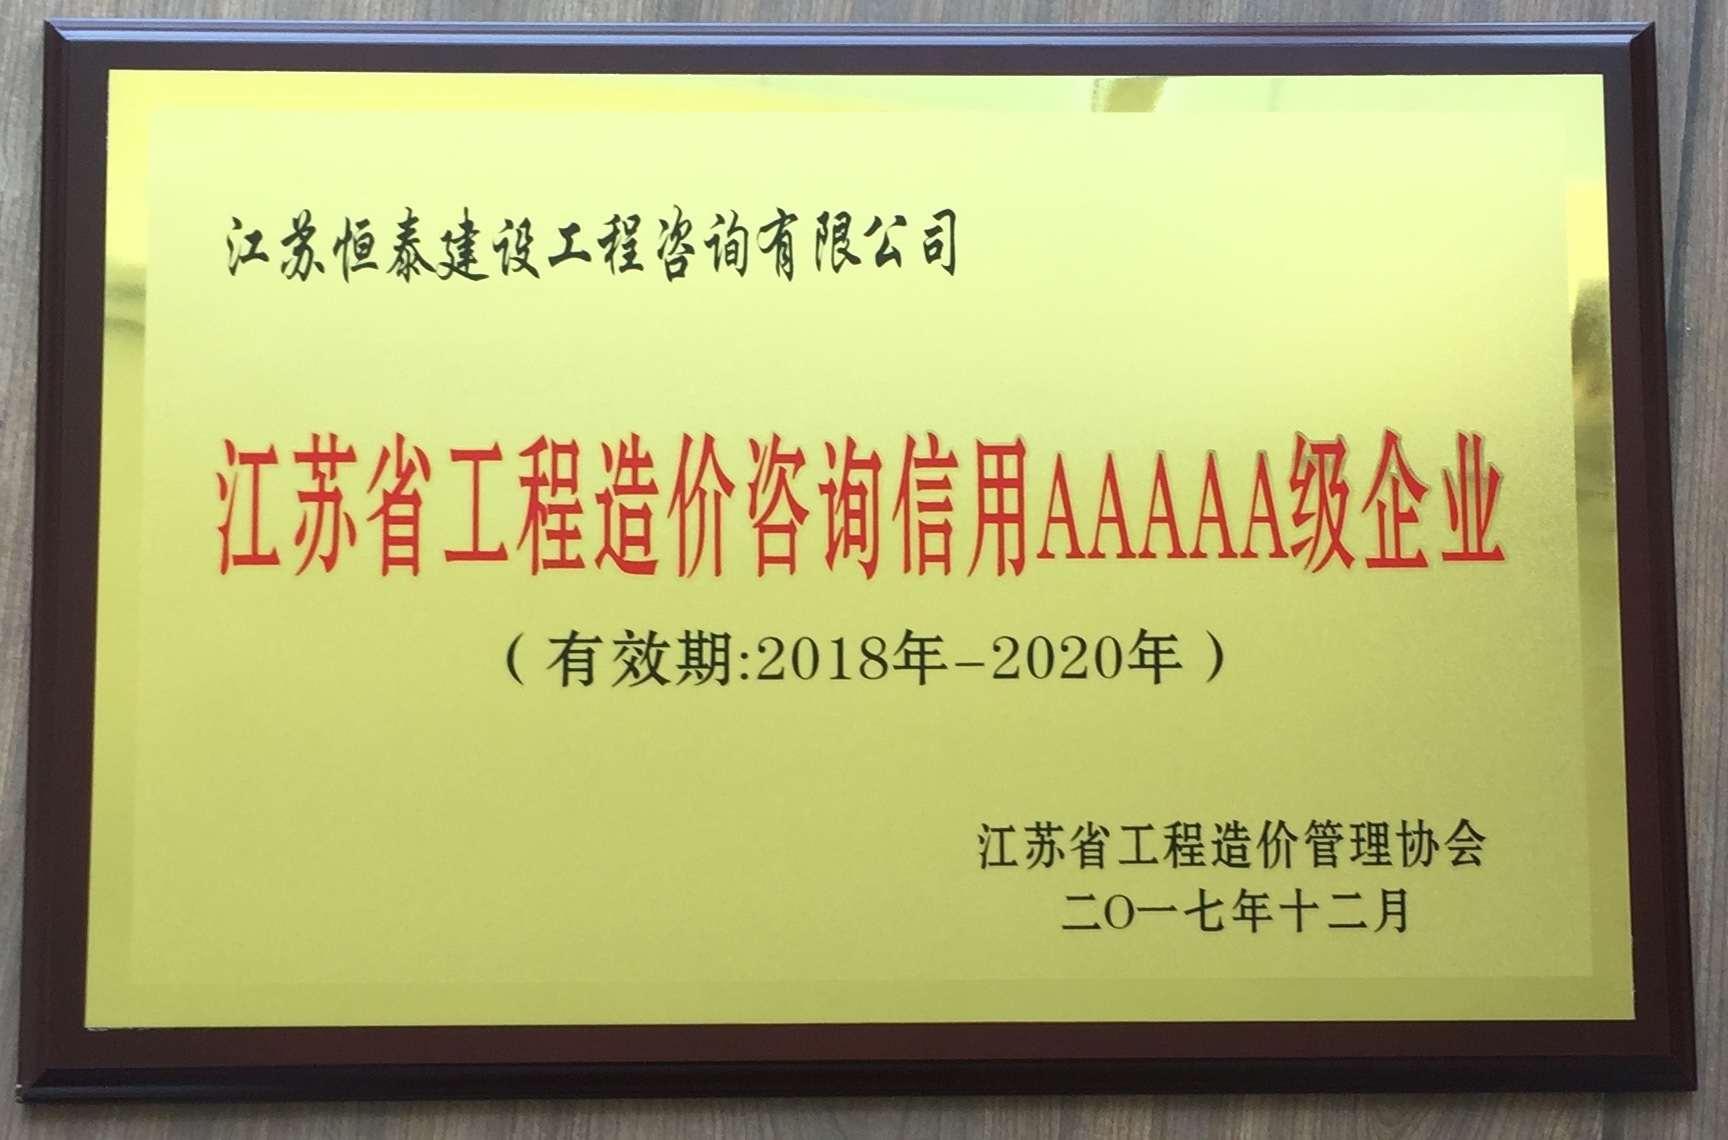 江苏恒泰建设工程咨询有限公司
江苏省工程造价咨询信用AAAAA级企业
（有效期:2018年-2020年）
江苏省工程造价管理协会
二O一七年十二月